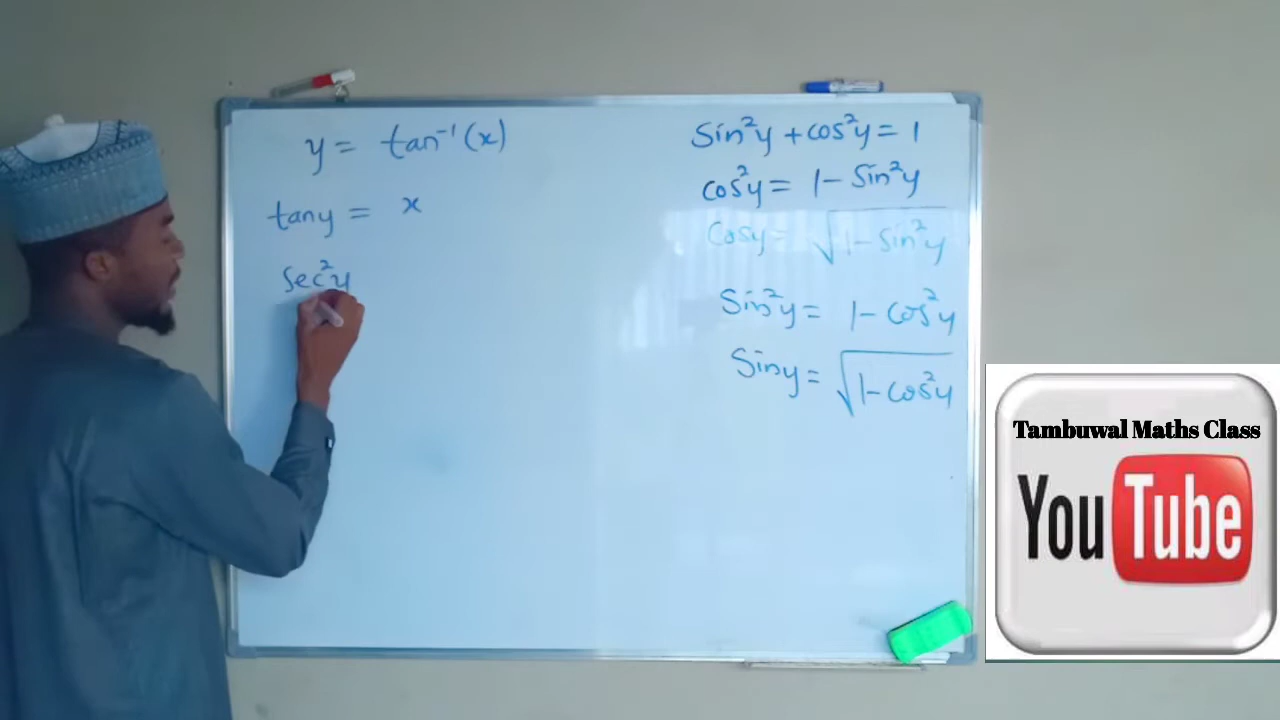 y = tan⁻¹(x)
tany = x
Sec²y
Sin²y + cos²y = 1
cos²y = 1 - Sin²y
Cosy = √1 - Sin²y
Sin²y = 1 - cos²y
Siny = √1 - cos²y
Tambuwal Maths Class
YouTube